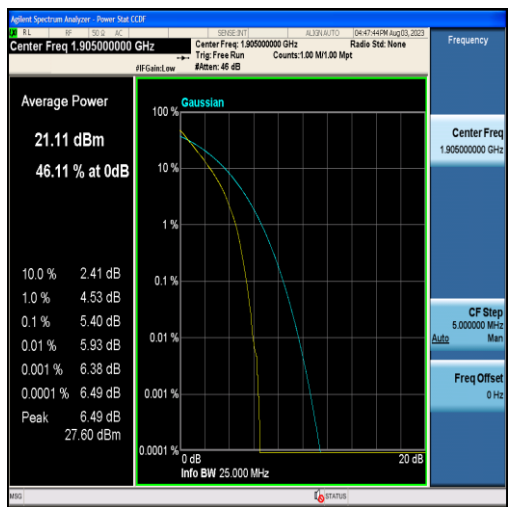 Agilent Spectrum Analyzer - Power Stat CCDF
RL RF 50 Ω AC SENSE:INT ALIGN AUTO 04:47:44 PM Aug 03, 2023
Center Freq 1.905000000 GHz
Center Freq: 1.905000000 GHz Radio Std: None
Trig: Free Run Counts:1.00 M/1.00 Mpt
#IFGain:Low #Atten: 46 dB
Frequency
Average Power
21.11 dBm
46.11 % at 0dB
10.0 % 2.41 dB
1.0 % 4.53 dB
0.1 % 5.40 dB
0.01 % 5.93 dB
0.001 % 6.38 dB
0.0001 % 6.49 dB
Peak 6.49 dB
27.60 dBm
Gaussian
100 %
10 %
1 %
0.1 %
0.01 %
0.001 %
0.0001 %
0 dB 20 dB
Info BW 25.000 MHz
Center Freq
1.905000000 GHz
CF Step
5.000000 MHz
Auto Man
Freq Offset
0 Hz
MSG STATUS